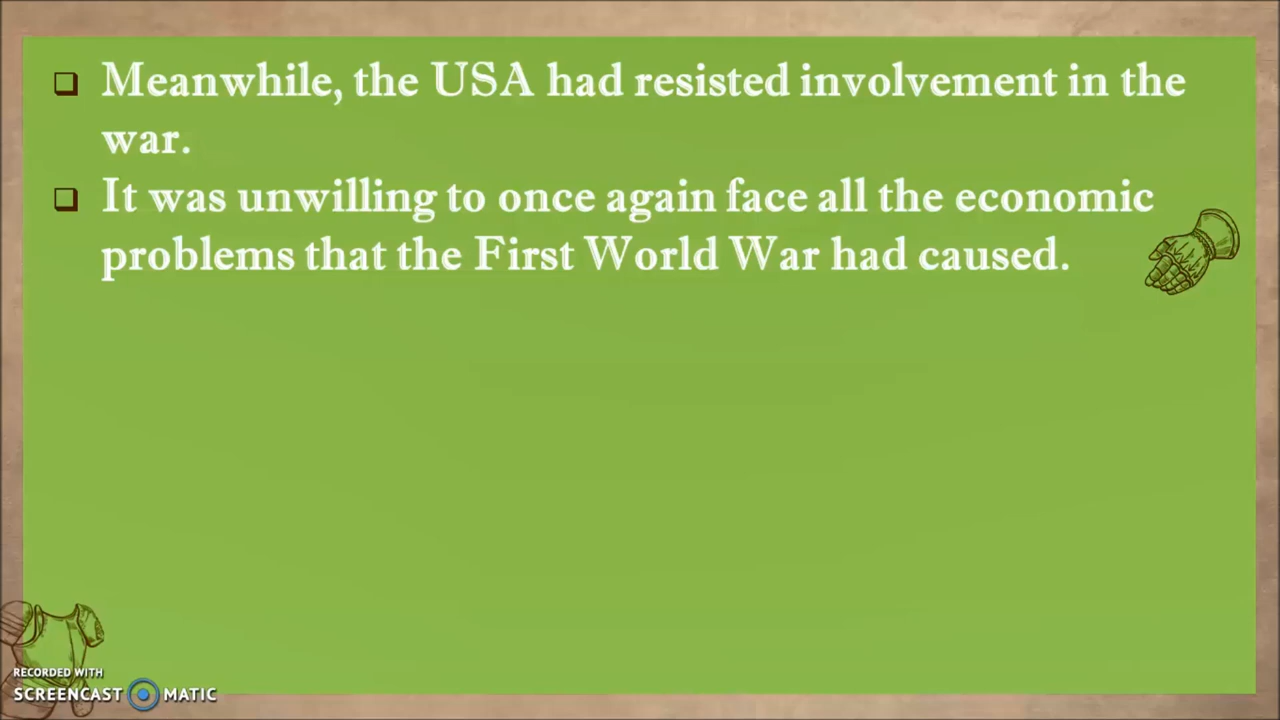 Meanwhile, the USA had resisted involvement in the
war.
It was unwilling to once again face all the economic
problems that the First World War had caused.
RECORDED WITH
SCREENCAST MATIC